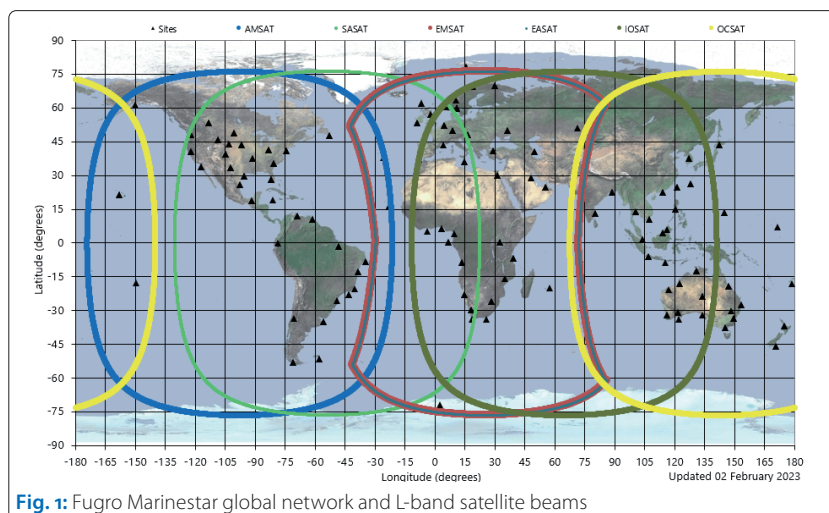 Sites AMSAT SASAT EMSAT EASAT IOSAT OCSAT
90
75
60
45
30
15
0
-15
-30
-45
-60
-75
-90
Latitude (degrees)
-180 -165 -150 -135 -120 -105 -90 -75 -60 -45 -30 -15 0 15 30 45 60 75 90 105 120 135 150 165 180
Longitude (degrees)
Updated 02 February 2023
Fig. 1: Fugro Marinestar global network and L-band satellite beams